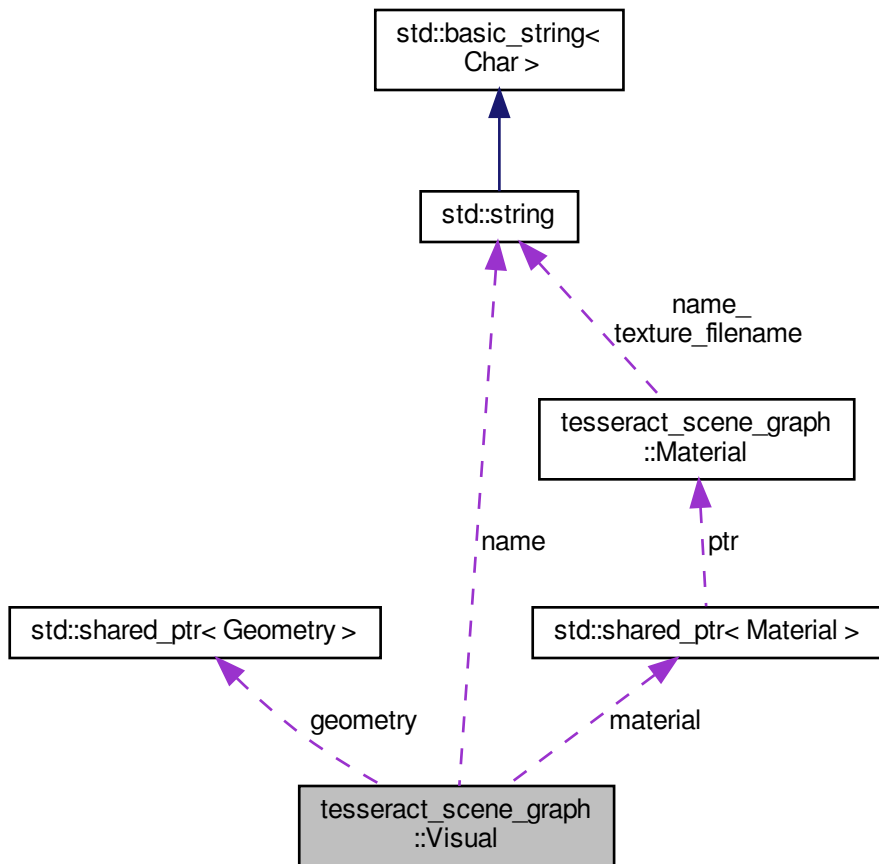 std::basic_string<
Char >
std::string
name_
texture_filename
tesseract_scene_graph
::Material
name
ptr
std::shared_ptr< Geometry >
std::shared_ptr< Material >
geometry
material
tesseract_scene_graph
::Visual